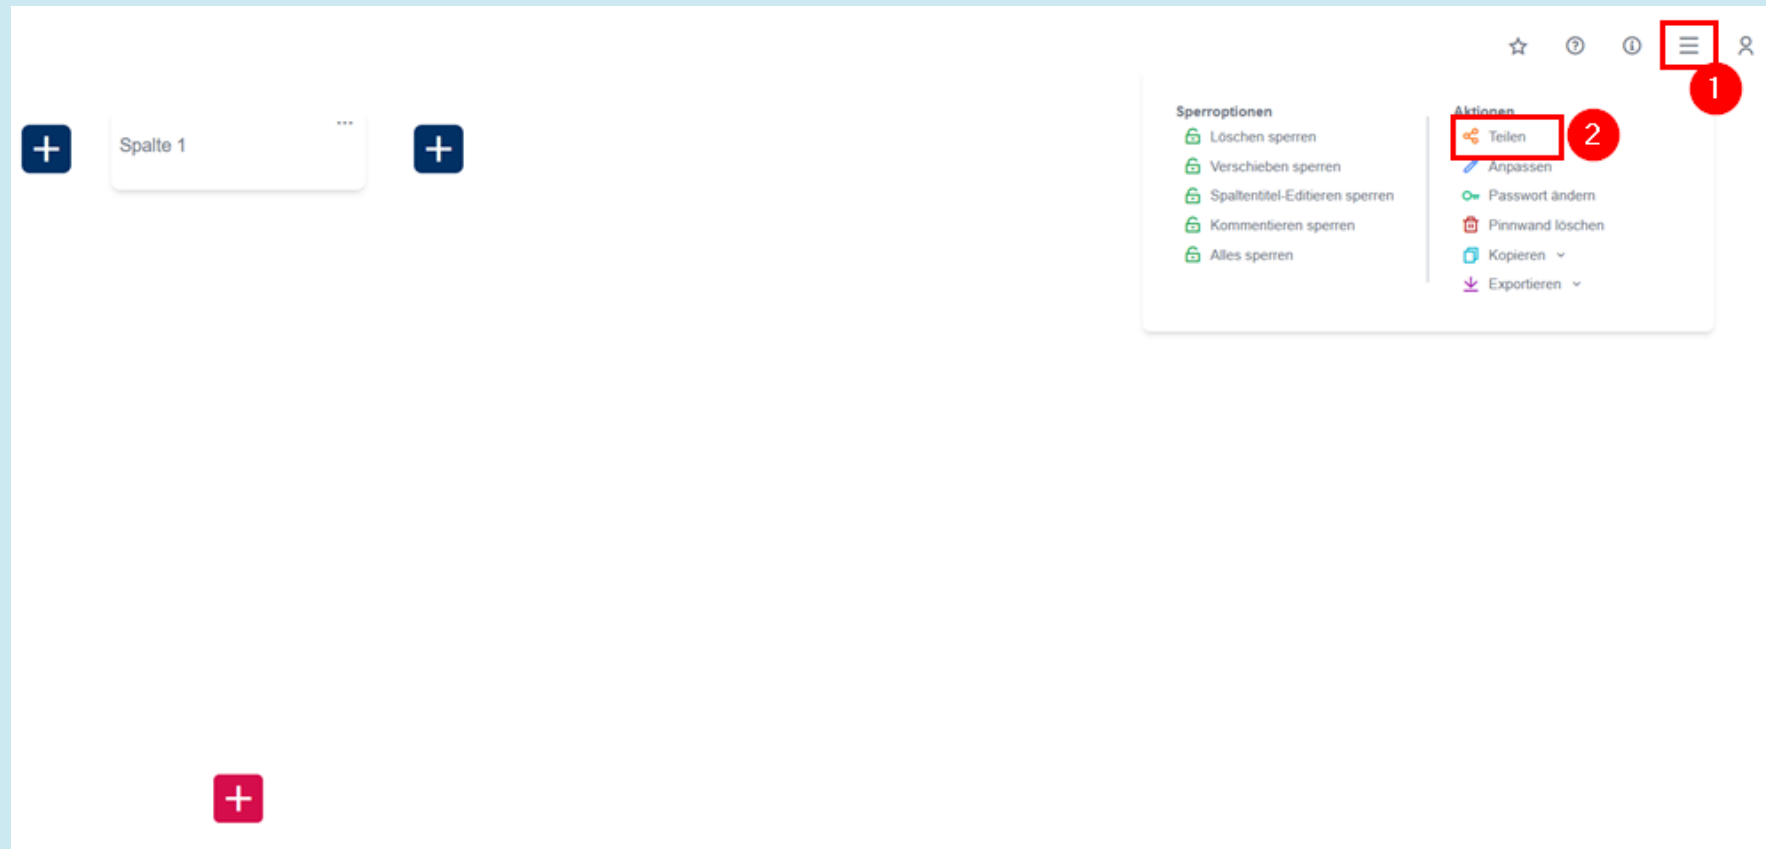 1
Spalte 1
Sperroptionen
Löschen sperren
Verschieben sperren
Spaltentitel-Editieren sperren
Kommentieren sperren
Alles sperren
Aktionen
Teilen
2
Anpassen
Passwort ändern
Pinnwand löschen
Kopieren
Exportieren